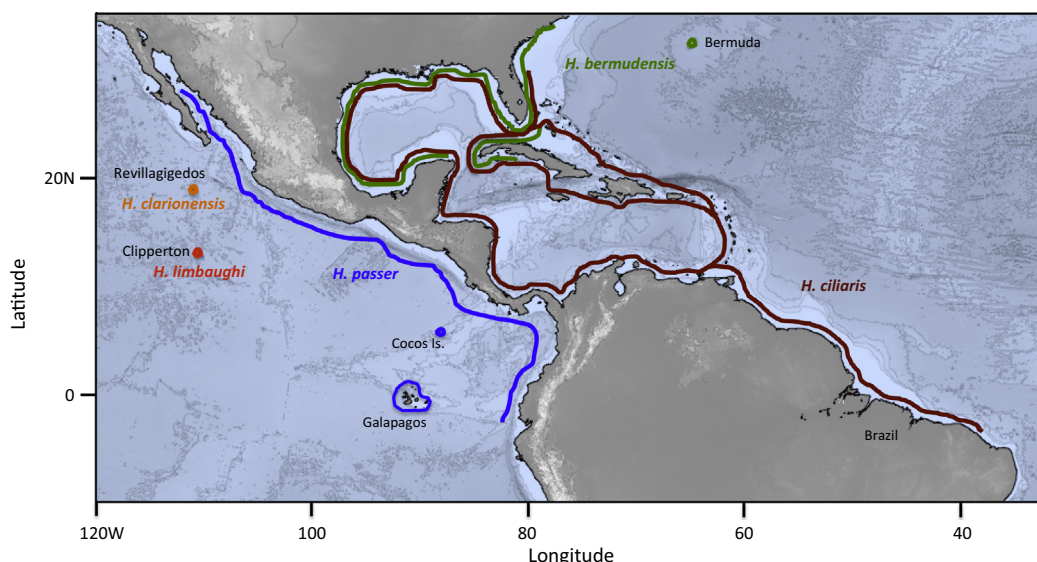 Bermuda
H. bermudensis
20N
Revillagigedos
H. clarionensis
Clipperton
H. limbaughi
H. passer
H. ciliaris
Latitude
Cocos Is.
0
Galapagos
Brazil
120W
100
80
60
40
Longitude